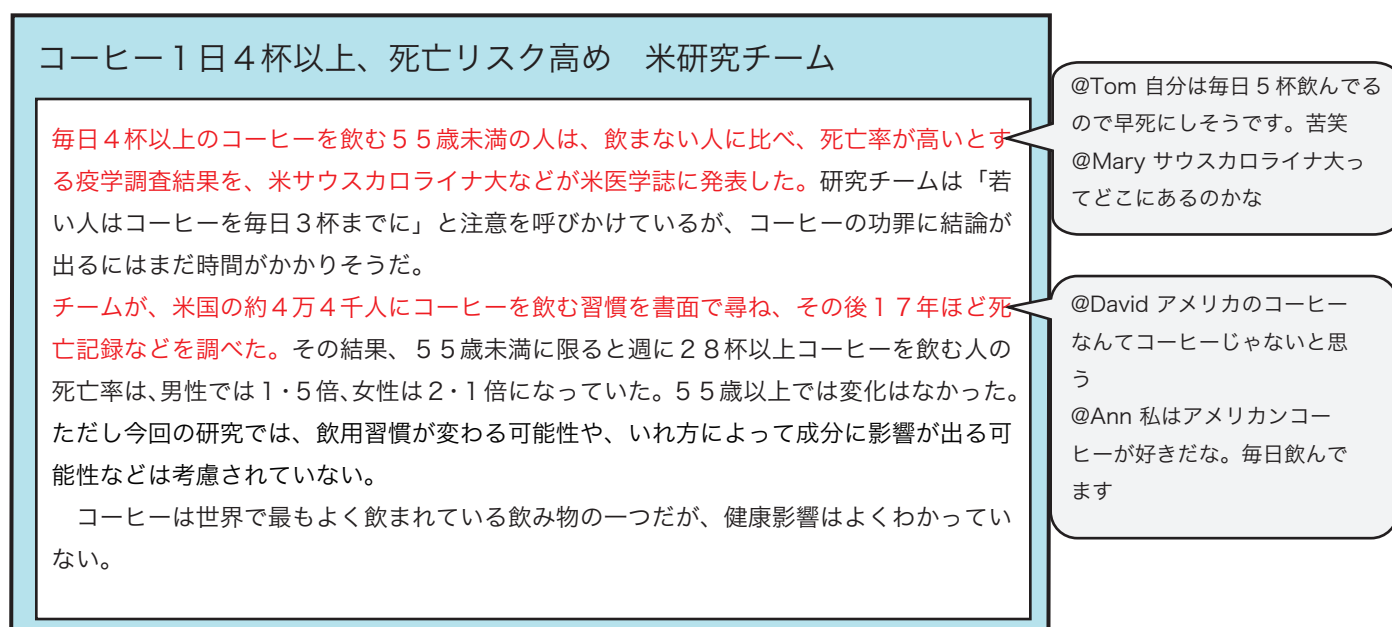 コーヒー１日４杯以上、死亡リスク高め　米研究チーム
毎日４杯以上のコーヒーを飲む５５歳未満の人は、飲まない人に比べ、死亡率が高いとす
る疫学調査結果を、米サウスカロライナ大などが米医学誌に発表した。研究チームは「若
い人はコーヒーを毎日３杯までに」と注意を呼びかけているが、コーヒーの功罪に結論が
出るにはまだ時間がかかりそうだ。
チームが、米国の約４万４千人にコーヒーを飲む習慣を書面で尋ね、その後１７年ほど死
亡記録などを調べた。その結果、５５歳未満に限ると週に２８杯以上コーヒーを飲む人の
死亡率は、男性では１・５倍、女性は２・１倍になっていた。５５歳以上では変化はなかった。
ただし今回の研究では、飲用習慣が変わる可能性や、いれ方によって成分に影響が出る可
能性などは考慮されていない。
　コーヒーは世界で最もよく飲まれている飲み物の一つだが、健康影響はよくわかってい
ない。
@Tom 自分は毎日５杯飲んでる
ので早死にしそうです。苦笑
@Mary サウスカロライナ大っ
てどこにあるのかな
@David アメリカのコーヒー
なんてコーヒーじゃないと思
う
@Ann 私はアメリカンコー
ヒーが好きだな。毎日飲んで
ます